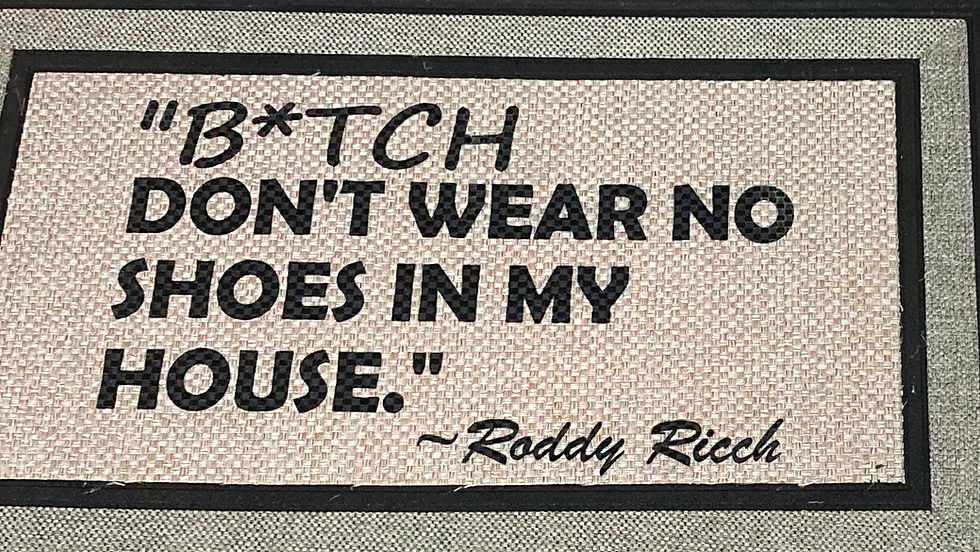 "B*TCH
DON'T WEAR NO
SHOES IN MY
HOUSE."
~Roddy Ricch